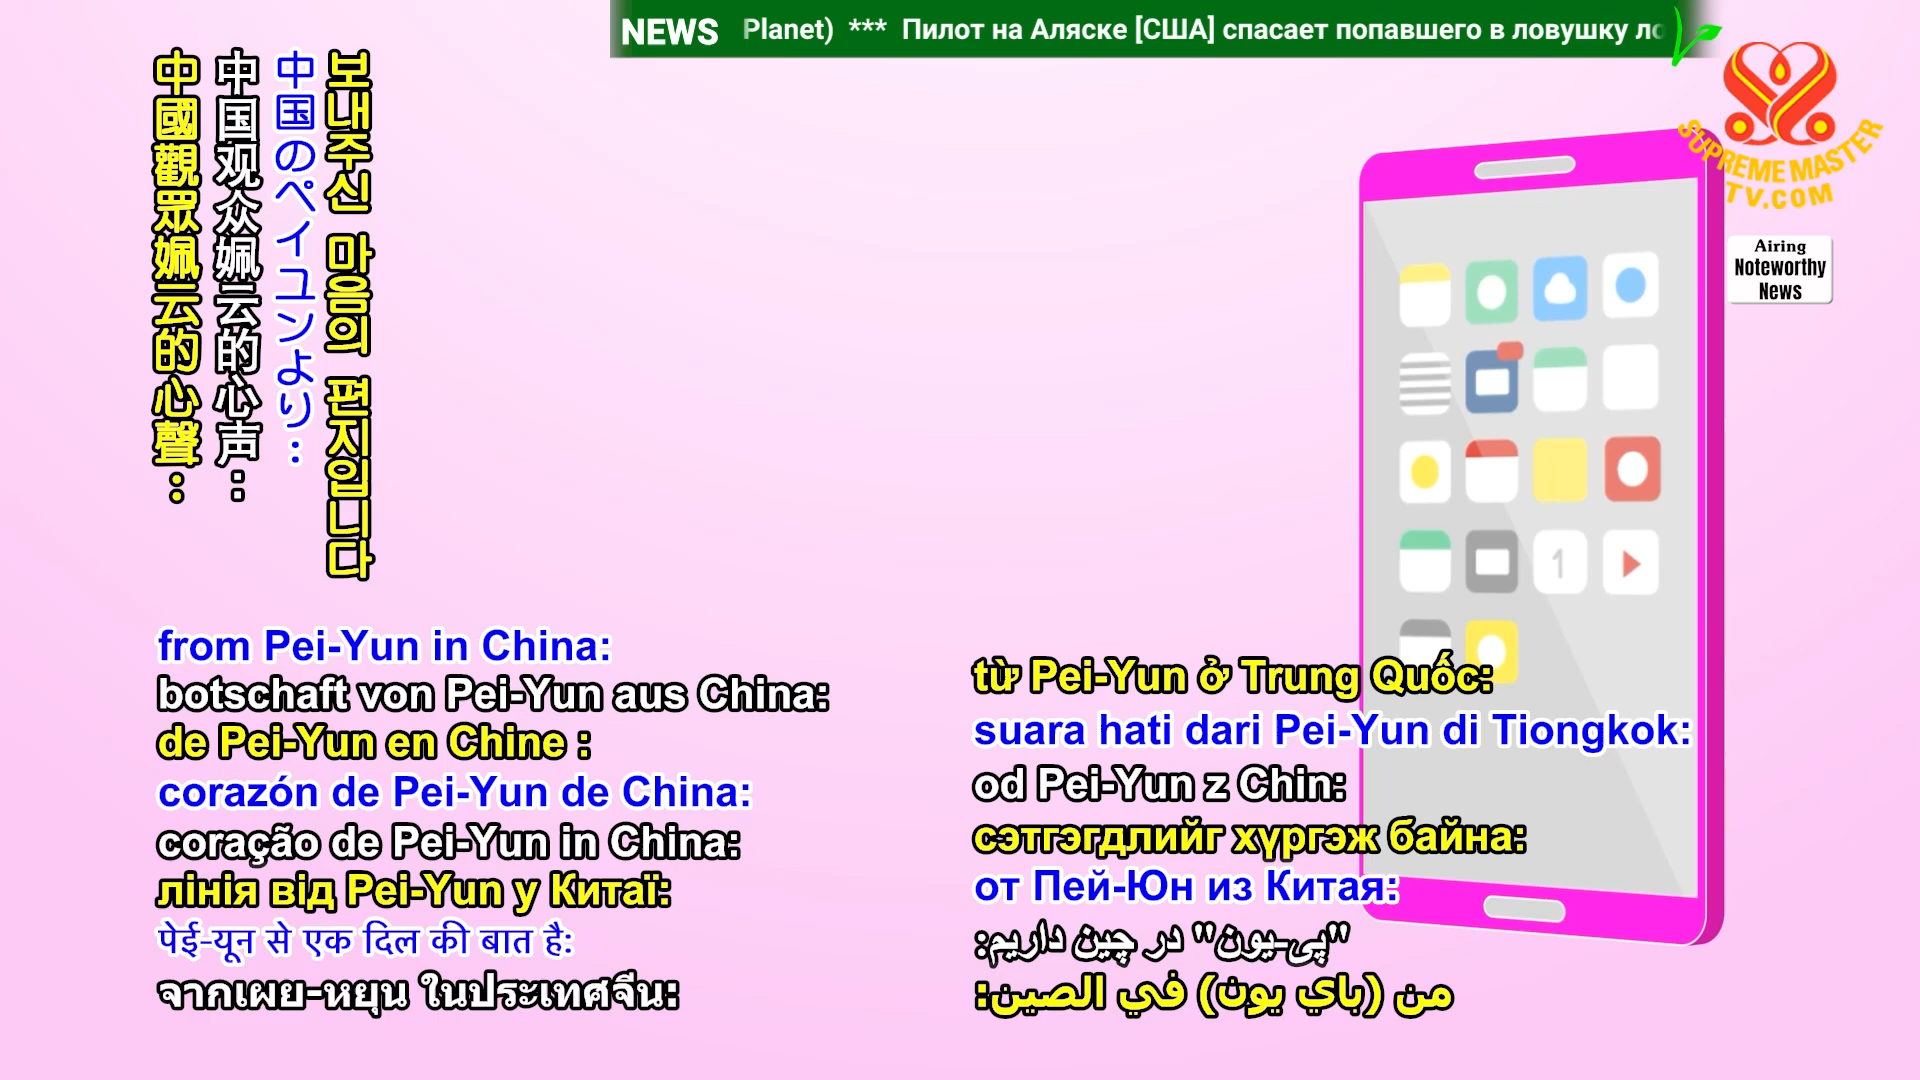 NEWS Planet) *** Пилот на Аляске [США] спасает попавшего в ловушку ло
SUPREME MASTER
TV.COM
Airing
Noteworthy
News
中國觀眾姵云的心聲：
中国观众姵云的心声：
中国のペイユンより：
보내주신 마음의 편지입니다
1
from Pei-Yun in China:
botschaft von Pei-Yun aus China:
de Pei-Yun en Chine :
corazón de Pei-Yun de China:
coração de Pei-Yun in China:
лінія від Pei-Yun у Китаї:
पेई-यून से एक दिल की बात है:
จากเผย-หยุน ในประเทศจีน:
từ Pei-Yun ở Trung Quốc:
suara hati dari Pei-Yun di Tiongkok:
od Pei-Yun z Chin:
сэтгэгдлийг хүргэж байна:
от Пей-Юн из Китая:
"پی-یون" در چین داریم:
من (باي يون) في الصين: